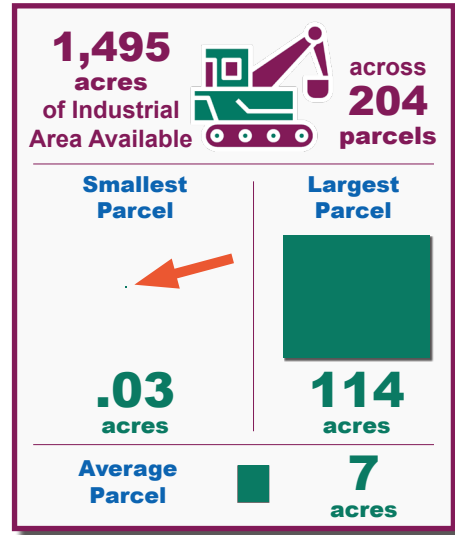 1,495
acres
of Industrial
Area Available
across
204
parcels
Smallest
Parcel
.03
acres
Largest
Parcel
114
acres
Average
Parcel
7
acres